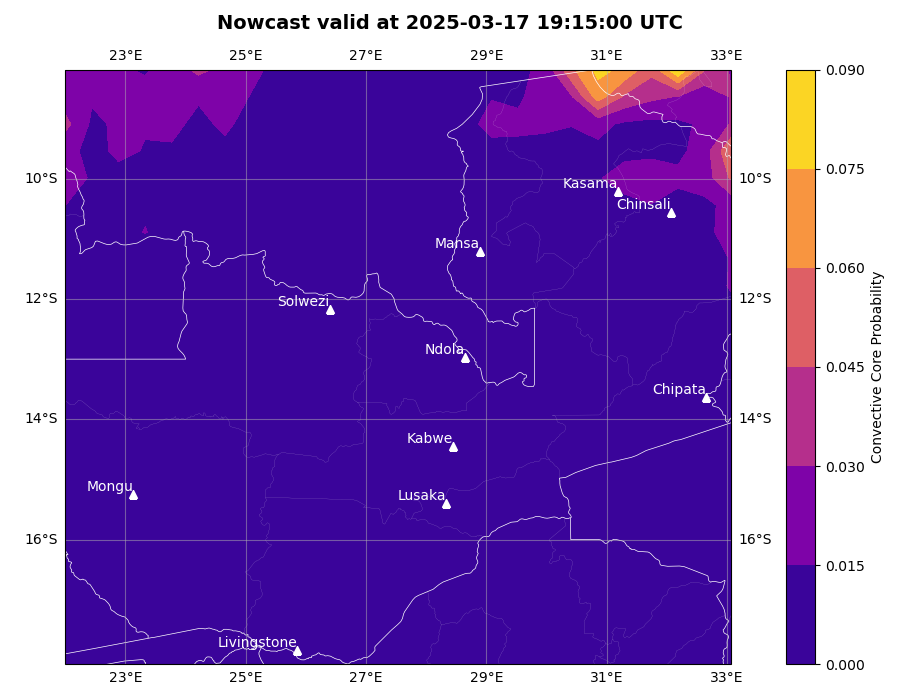 Nowcast valid at 2025-03-17 19:15:00 UTC
23°E 25°E 27°E 29°E 31°E 33°E
0.090
0.075
10°S 10°S
Kasama
Chinsali
Mansa
0.060
12°S 12°S
Solwezi
Ndola
0.045
Chipata
14°S 14°S
Kabwe
0.030
Mongu
Lusaka
16°S 16°S
0.015
Livingstone
0.000
23°E 25°E 27°E 29°E 31°E 33°E
Convective Core Probability